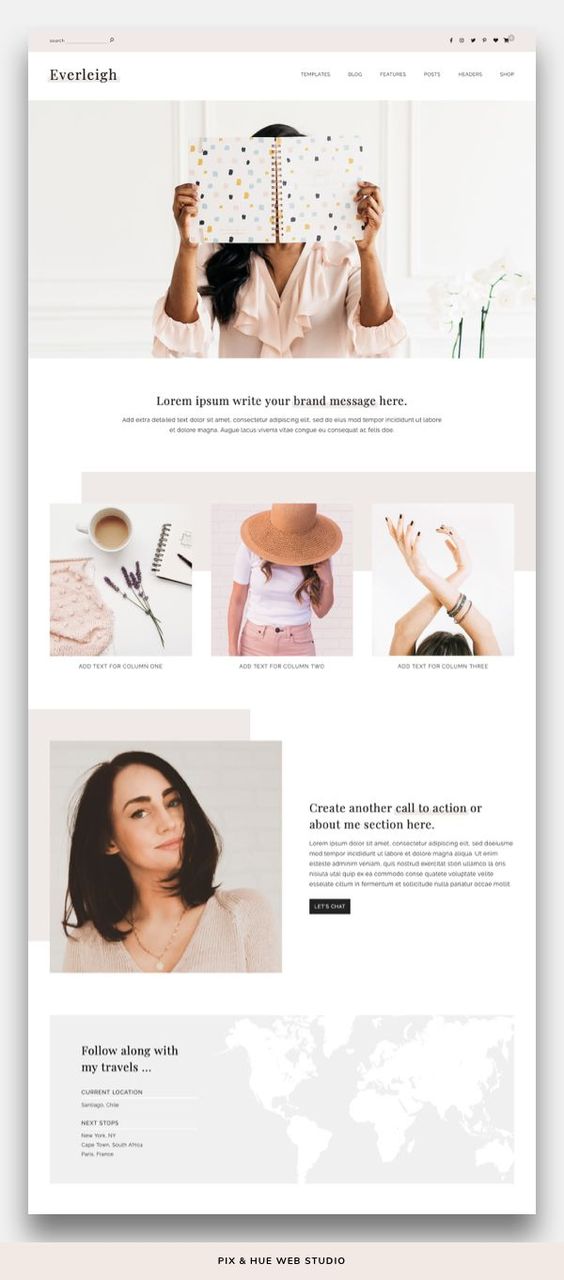 search
Everleigh
TEMPLATES BLOG FEATURES POSTS HEADERS SHOP
Lorem ipsum write your brand message here.
Add extra detailed text dolor sit amet, consectetur adipiscing elit, sed do eius mod tempor incididunt ut labore
et dolore magna. Augue lacus viverra vitae congue eu consequat ac felis doe.
ADD TEXT FOR COLUMN ONE
ADD TEXT FOR COLUMN TWO
ADD TEXT FOR COLUMN THREE
Create another call to action or
about me section here.
Lorem ipsum dolor sit amet, consectetur adipiscing elit, sed doeiusme
mod tempor incididunt ut labore et dolore magna aliqua. Ut enim
esteste adminim veniam, quis nostrud exercitat stion ullamco la oris
nisiuta utal quip ex ea commodo conse quatete voluptate velite
esselate cillum in fermentum et sollicitude nulla pariatur occae mollit
LET'S CHAT
Follow along with
my travels ...
CURRENT LOCATION
Santiago, Chile
NEXT STOPS
New York, NY
Cape Town, South Africa
Paris, France
PIX & HUE WEB STUDIO